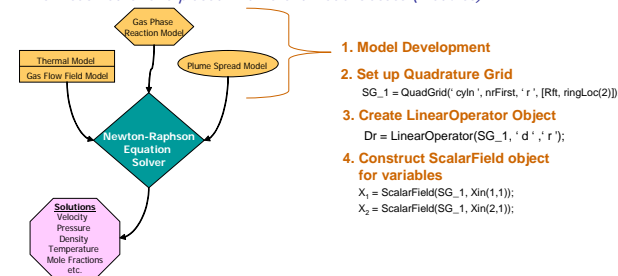 Gas Phase
Reaction Model
Thermal Model
Gas Flow Field Model
Plume Spread Model
Newton-Raphson
Equation
Solver
Solutions
Velocity
Pressure
Density
Temperature
Mole Fractions
etc.
1. Model Development
2. Set up Quadrature Grid
SG_1 = QuadGrid(' cyln ', nrFirst, ' r ', [Rft, ringLoc(2)])
3. Create LinearOperator Object
Dr = LinearOperator(SG_1, ' d ' ,' r ');
4. Construct ScalarField object
for variables
X1 = ScalarField(SG_1, Xin(1,1));
X2 = ScalarField(SG_1, Xin(2,1));